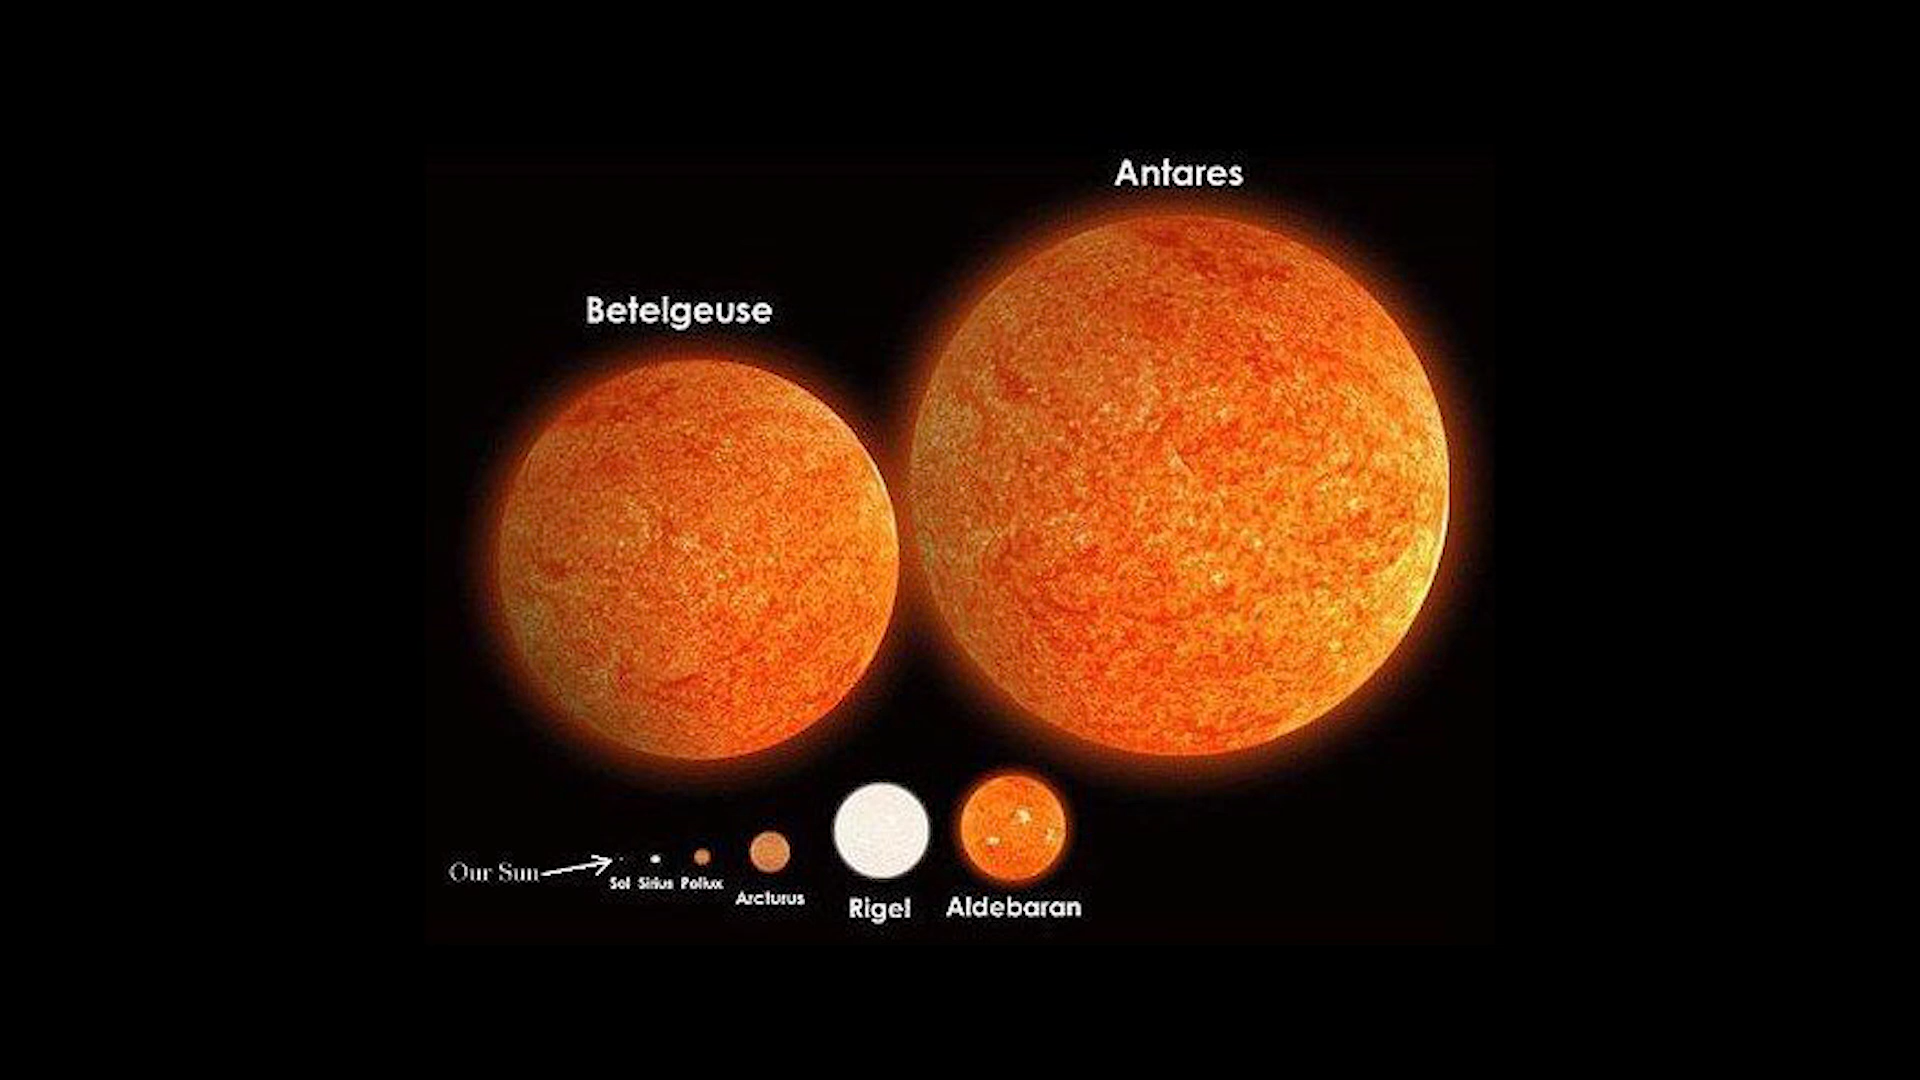 Antares
Betelgeuse
Our Sun
Sol Sirius Pollux
Arcturus
Rigel
Aldebaran